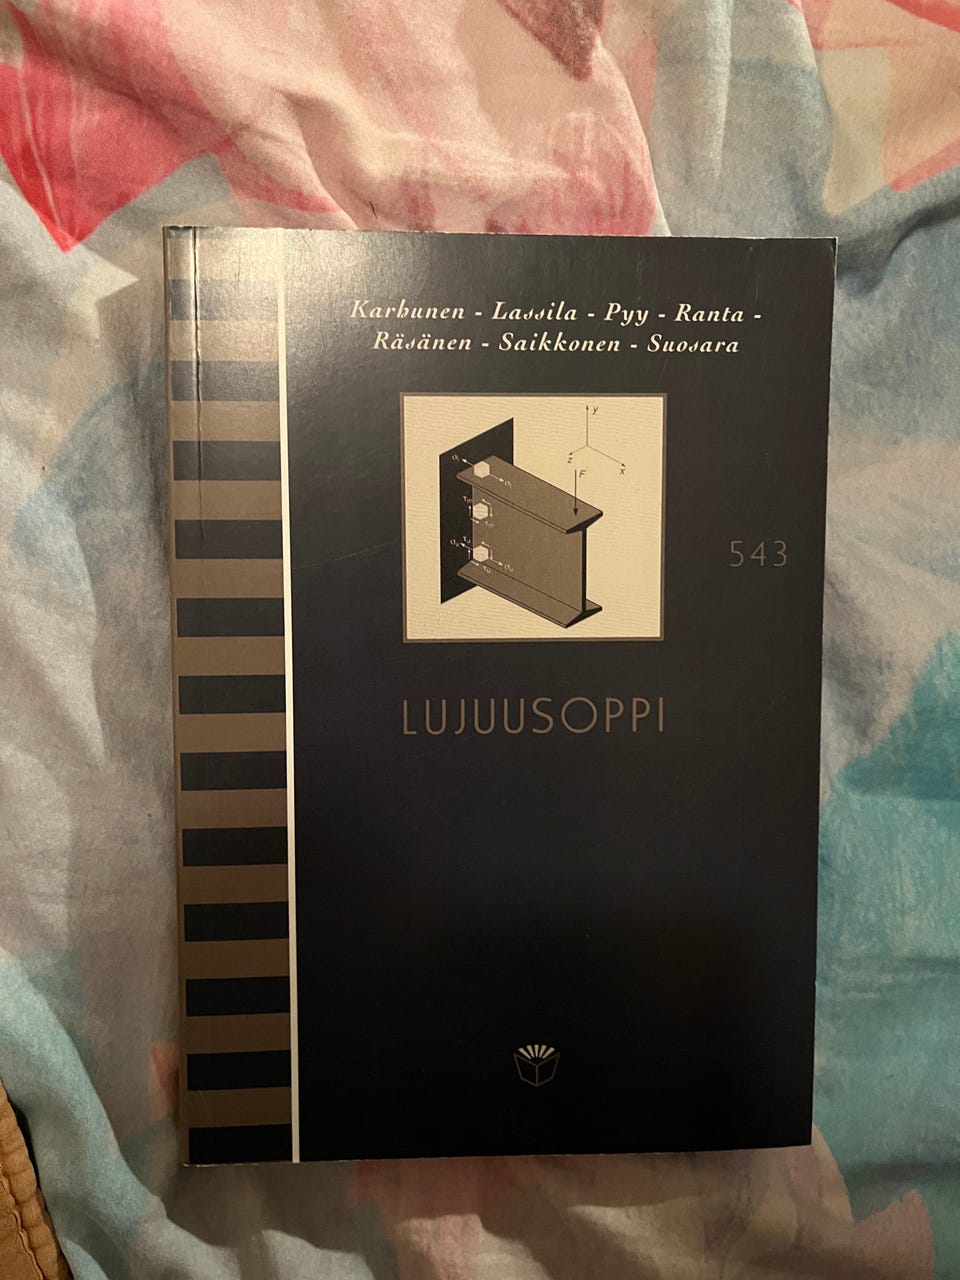 Karhunen - Lassila - Pyy - Ranta -
Räsänen - Saikkonen - Suosara
y
z
x
F
543
LUJUUSOPPI